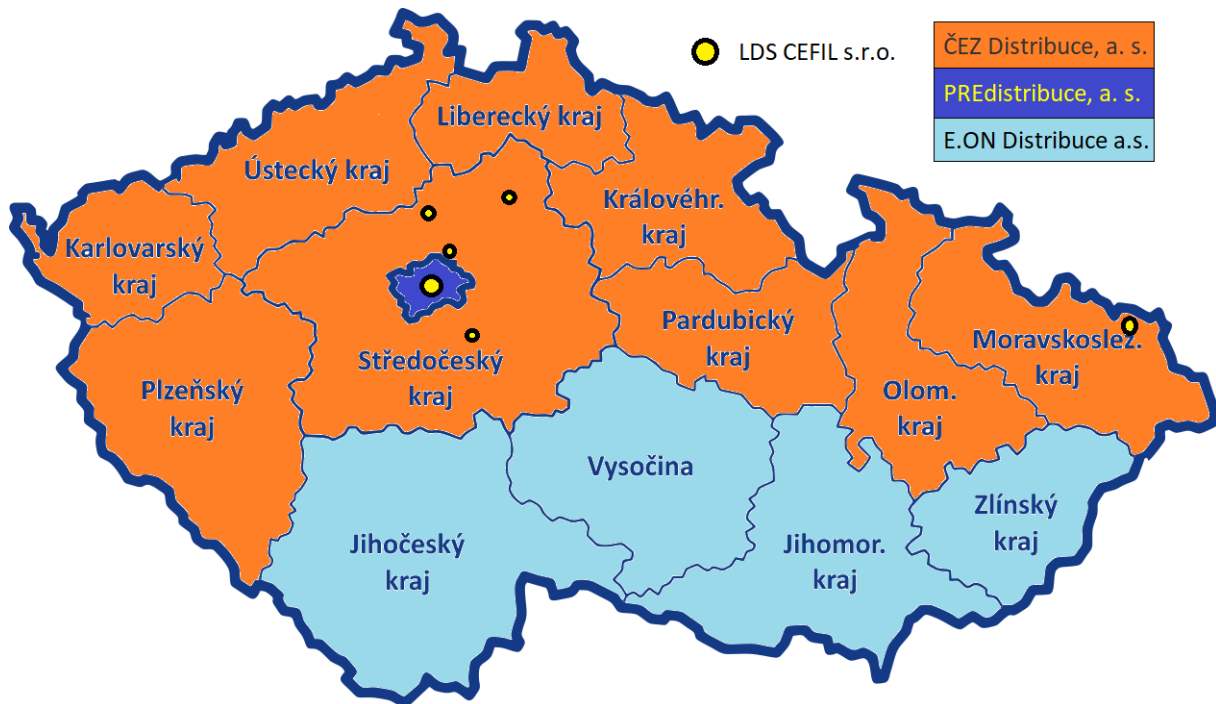 LDS CEFIL s.r.o.
ČEZ Distribuce, a. s.
PREdistribuce, a. s.
E.ON Distribuce a.s.
Liberecký kraj
Ústecký kraj
Královéhr.
kraj
Karlovarský
kraj
Pardubický
kraj
Moravskoslez.
kraj
Středočeský
kraj
Plzeňský
kraj
Olom.
kraj
Vysočina
Zlínský
kraj
Jihočeský
kraj
Jihomor.
kraj